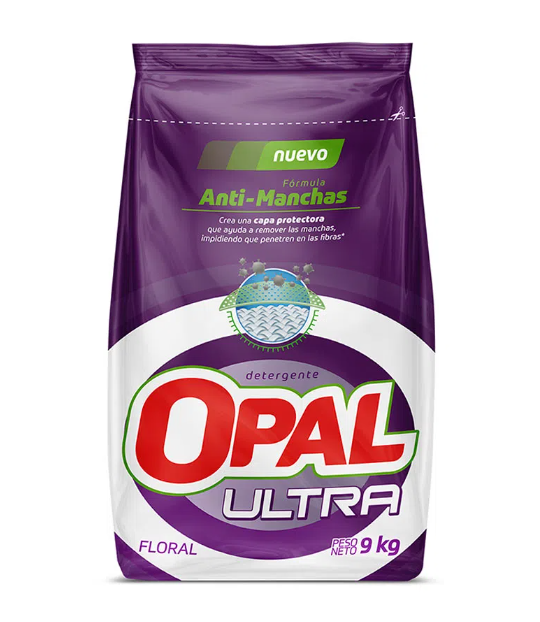 nuevo
Fórmula
Anti-Manchas
Crea una capa protectora
que ayuda a remover las manchas,
impidiendo que penetren en las fibras*
detergente
OPAL
ULTRA
FLORAL
PESO
NETO 9 kg